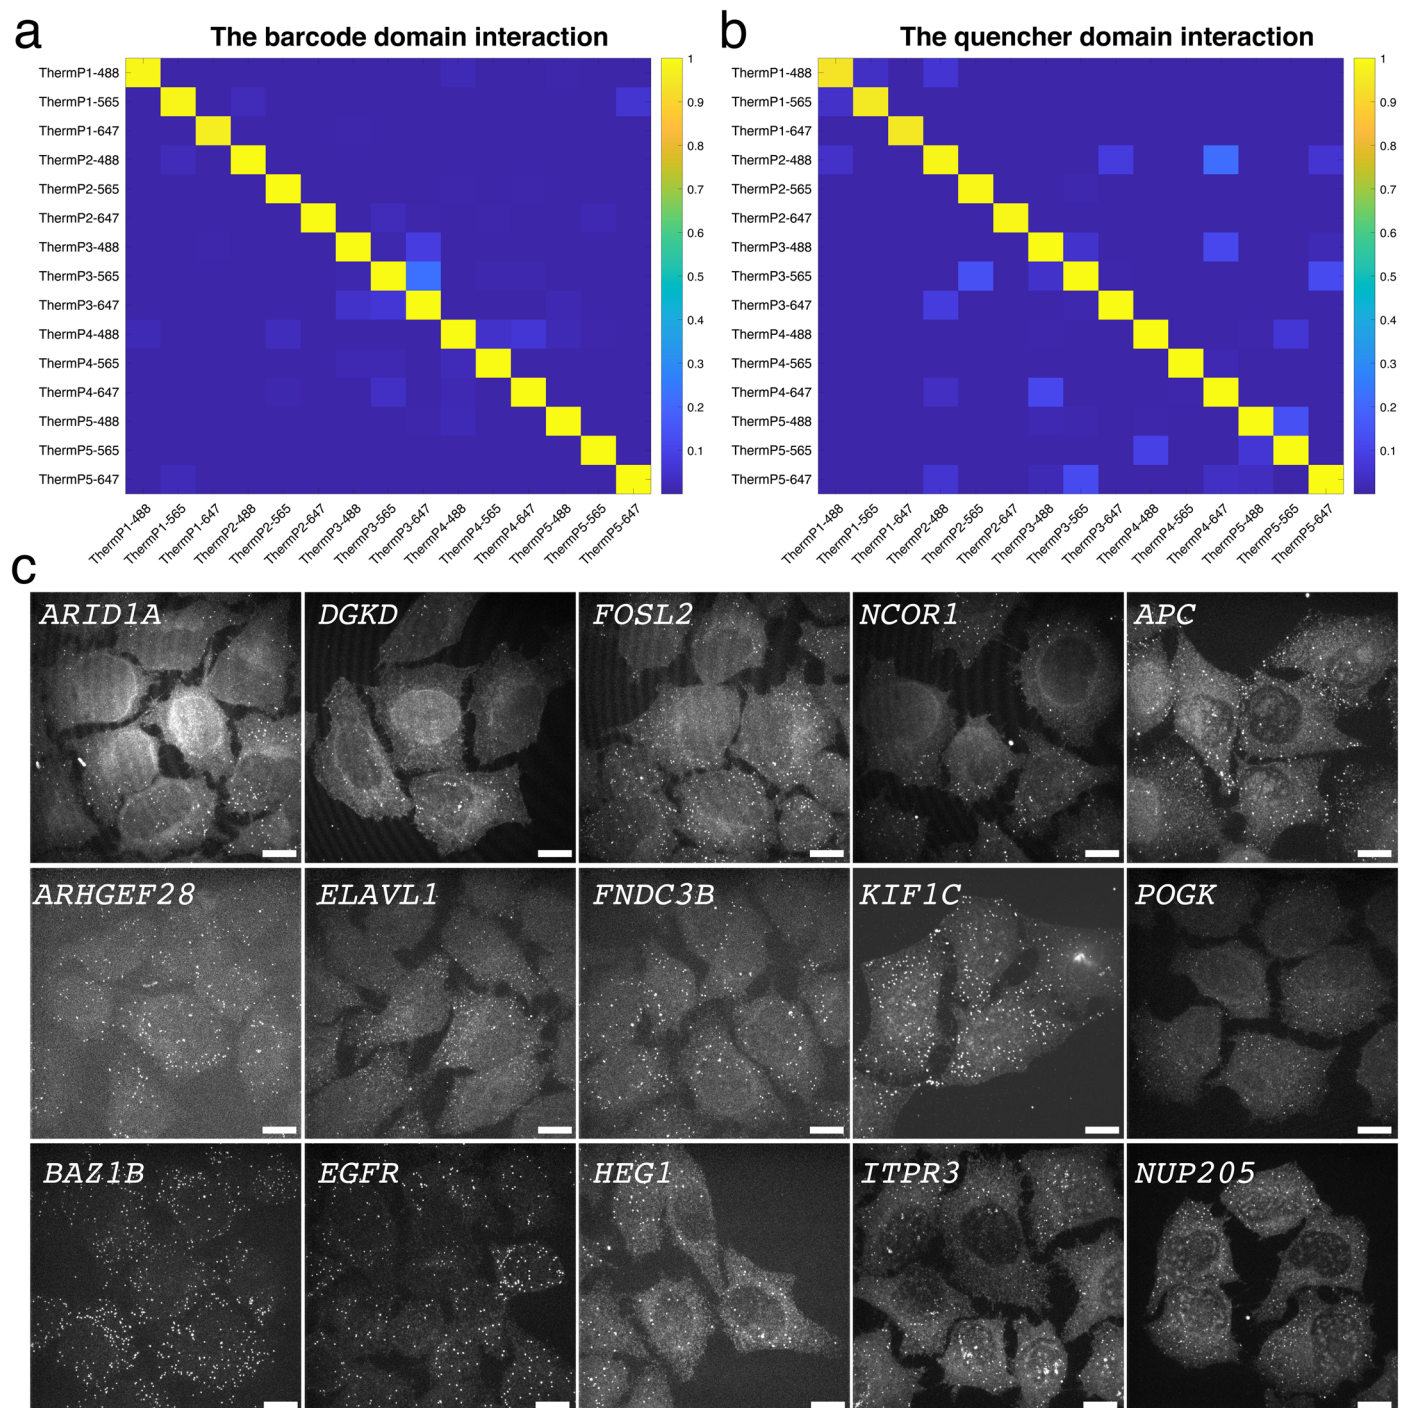 a
The barcode domain interaction
ThermP1-488
ThermP1-565
ThermP1-647
ThermP2-488
ThermP2-565
ThermP2-647
ThermP3-488
ThermP3-565
ThermP3-647
ThermP4-488
ThermP4-565
ThermP4-647
ThermP5-488
ThermP5-565
ThermP5-647
1
0.9
0.8
0.7
0.6
0.5
0.4
0.3
0.2
0.1
ThermP1-488
ThermP1-565
ThermP1-647
ThermP2-488
ThermP2-565
ThermP2-647
ThermP3-488
ThermP3-565
ThermP3-647
ThermP4-488
ThermP4-565
ThermP4-647
ThermP5-488
ThermP5-565
ThermP5-647
b
The quencher domain interaction
ThermP1-488
ThermP1-565
ThermP1-647
ThermP2-488
ThermP2-565
ThermP2-647
ThermP3-488
ThermP3-565
ThermP3-647
ThermP4-488
ThermP4-565
ThermP4-647
ThermP5-488
ThermP5-565
ThermP5-647
1
0.9
0.8
0.7
0.6
0.5
0.4
0.3
0.2
0.1
ThermP1-488
ThermP1-565
ThermP1-647
ThermP2-488
ThermP2-565
ThermP2-647
ThermP3-488
ThermP3-565
ThermP3-647
ThermP4-488
ThermP4-565
ThermP4-647
ThermP5-488
ThermP5-565
ThermP5-647
c
ARID1A DGKD FOSL2 NCOR1 APC
ARHGEF28 ELAVL1 FNDC3B KIF1C POGK
BAZ1B EGFR HEG1 ITPR3 NUP205